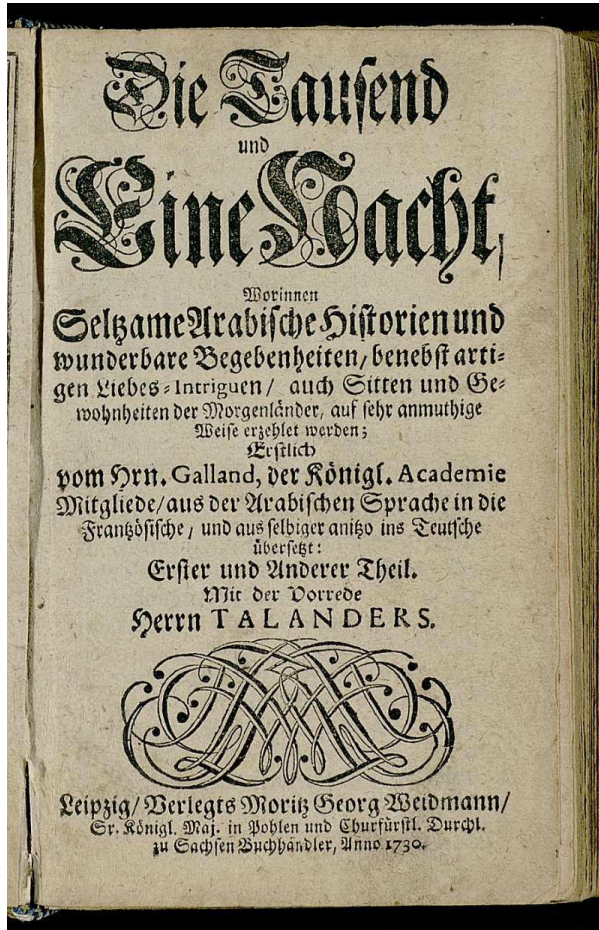 Die Tausend
und
Eine Nacht,
Worinnen
Seltzame Arabische Historien und
wunderbare Begebenheiten/ benebst arti-
gen Liebes-Intriguen/ auch Sitten und Ge-
wohnheiten der Morgenländer, auf sehr anmuthige
Weise erzehlet werden;
Erstlich
vom Hrn. Galland, der Königl. Academie
Mitgliede/ aus der Arabischen Sprache in die
Frantzösische, und aus selbiger anitzo ins Teutsche
übersetzt:
Erster und Anderer Theil.
Mit der Vorrede
Herrn TALANDERS.
Leipzig/ Verlegts Moritz Georg Weidmann/
Sr. Königl. Maj. in Pohlen und Churfürstl. Durchl.
zu Sachsen Buchhändler, Anno 1730.